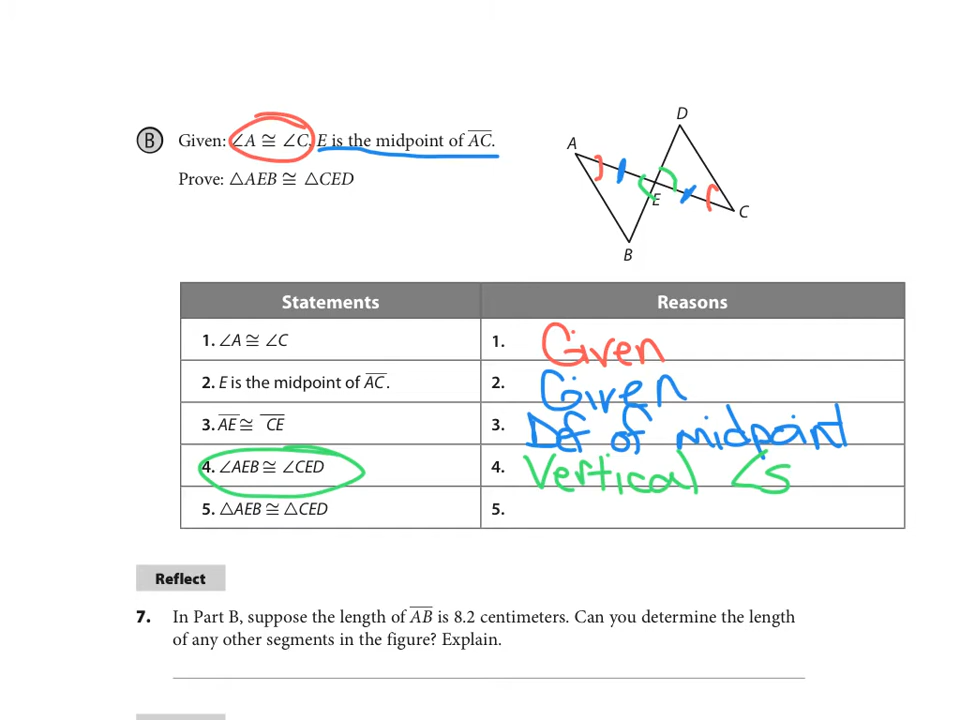 B Given: ∠A ≅ ∠C, E is the midpoint of AC.
Prove: △AEB ≅ △CED
D
A
E
C
B
Statements Reasons
1. ∠A ≅ ∠C 1. Given
2. E is the midpoint of AC. 2. Given
3. AE ≅ CE 3. Def of midpoint
4. ∠AEB ≅ ∠CED 4. Vertical ∠s
5. △AEB ≅ △CED 5.
Reflect
7. In Part B, suppose the length of AB is 8.2 centimeters. Can you determine the length
of any other segments in the figure? Explain.